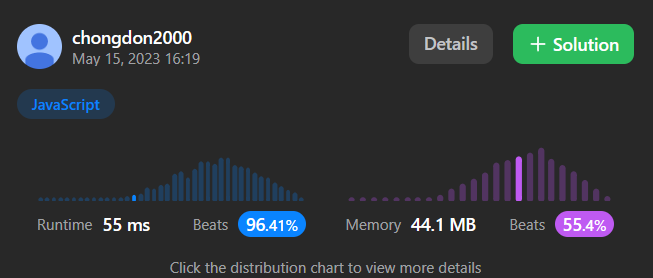 chongdon2000
May 15, 2023 16:19
Details
+ Solution
JavaScript
Runtime 55 ms Beats 96.41%
Memory 44.1 MB Beats 55.4%
Click the distribution chart to view more details